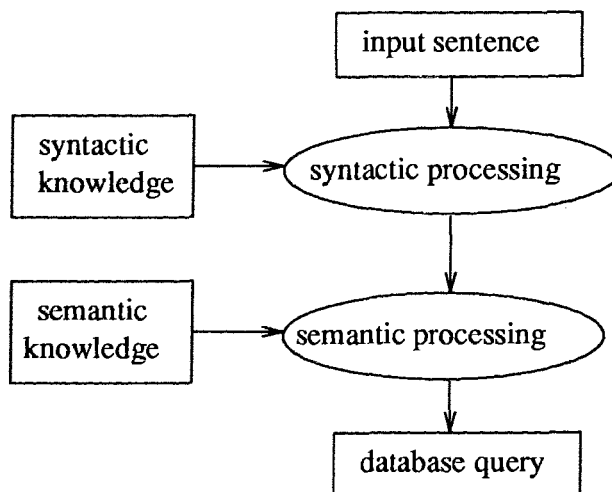 input sentence
syntactic
knowledge
syntactic processing
semantic
knowledge
semantic processing
database query